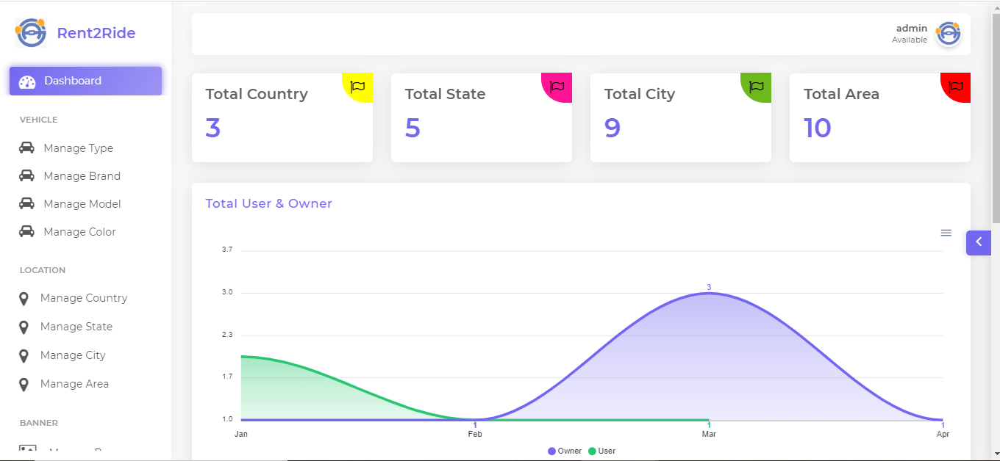 Rent2Ride
Dashboard
VEHICLE
Manage Type
Manage Brand
Manage Model
Manage Color
LOCATION
Manage Country
Manage State
Manage City
Manage Area
BANNER
admin
Available
Total Country
3
Total State
5
Total City
9
Total Area
10
Total User & Owner
3.7
3.0
2.3
1.7
1.0
3
1
1
1
Jan
Feb
Mar
Apr
Owner
User